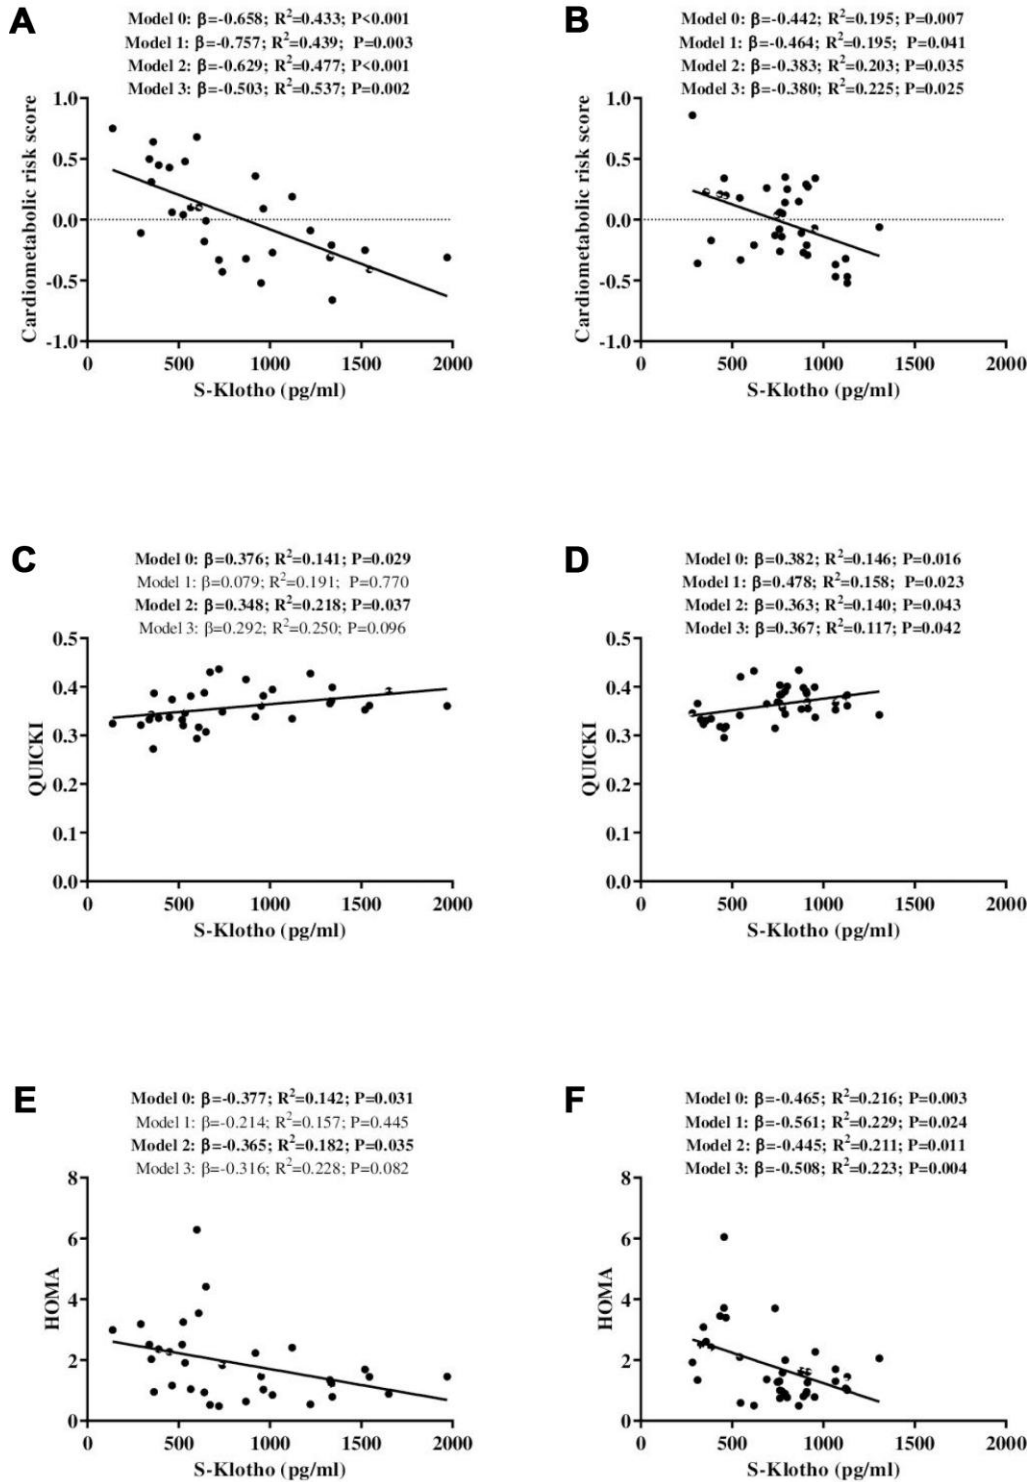 A
Model 0: β=-0.658; R²=0.433; P<0.001
Model 1: β=-0.757; R²=0.439; P=0.003
Model 2: β=-0.629; R²=0.477; P<0.001
Model 3: β=-0.503; R²=0.537; P=0.002
Cardiometabolic risk score
1.0
0.5
0.0
-0.5
-1.0
0 500 1000 1500 2000
S-Klotho (pg/ml)
B
Model 0: β=-0.442; R²=0.195; P=0.007
Model 1: β=-0.464; R²=0.195; P=0.041
Model 2: β=-0.383; R²=0.203; P=0.035
Model 3: β=-0.380; R²=0.225; P=0.025
Cardiometabolic risk score
1.0
0.5
0.0
-0.5
-1.0
0 500 1000 1500 2000
S-Klotho (pg/ml)
C
Model 0: β=0.376; R²=0.141; P=0.029
Model 1: β=0.079; R²=0.191; P=0.770
Model 2: β=0.348; R²=0.218; P=0.037
Model 3: β=0.292; R²=0.250; P=0.096
QUICKI
0.5
0.4
0.3
0.2
0.1
0.0
0 500 1000 1500 2000
S-Klotho (pg/ml)
D
Model 0: β=0.382; R²=0.146; P=0.016
Model 1: β=0.478; R²=0.158; P=0.023
Model 2: β=0.363; R²=0.140; P=0.043
Model 3: β=0.367; R²=0.117; P=0.042
QUICKI
0.5
0.4
0.3
0.2
0.1
0.0
0 500 1000 1500 2000
S-Klotho (pg/ml)
E
Model 0: β=-0.377; R²=0.142; P=0.031
Model 1: β=-0.214; R²=0.157; P=0.445
Model 2: β=-0.365; R²=0.182; P=0.035
Model 3: β=-0.316; R²=0.228; P=0.082
HOMA
8
6
4
2
0
0 500 1000 1500 2000
S-Klotho (pg/ml)
F
Model 0: β=-0.465; R²=0.216; P=0.003
Model 1: β=-0.561; R²=0.229; P=0.024
Model 2: β=-0.445; R²=0.211; P=0.011
Model 3: β=-0.508; R²=0.223; P=0.004
HOMA
8
6
4
2
0
0 500 1000 1500 2000
S-Klotho (pg/ml)